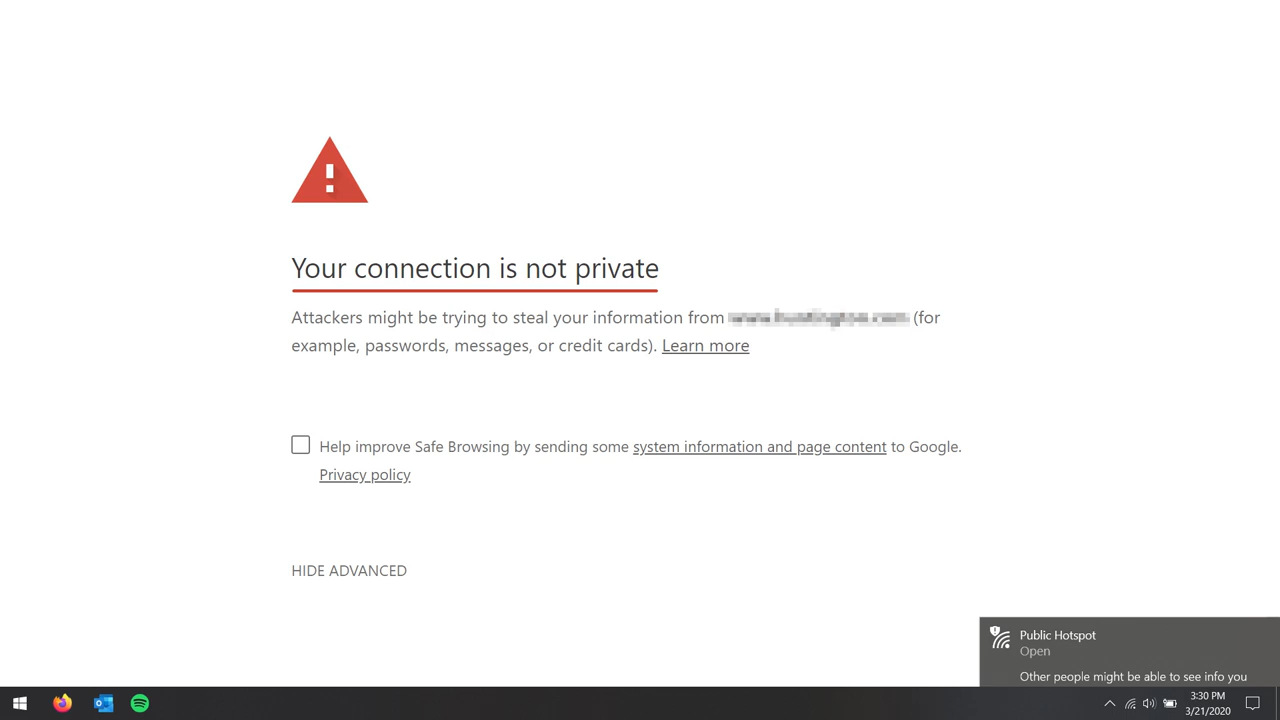 Your connection is not private
Attackers might be trying to steal your information from (for
example, passwords, messages, or credit cards). Learn more
Help improve Safe Browsing by sending some system information and page content to Google.
Privacy policy
HIDE ADVANCED
Public Hotspot
Open
Other people might be able to see info you
3:30 PM
3/21/2020